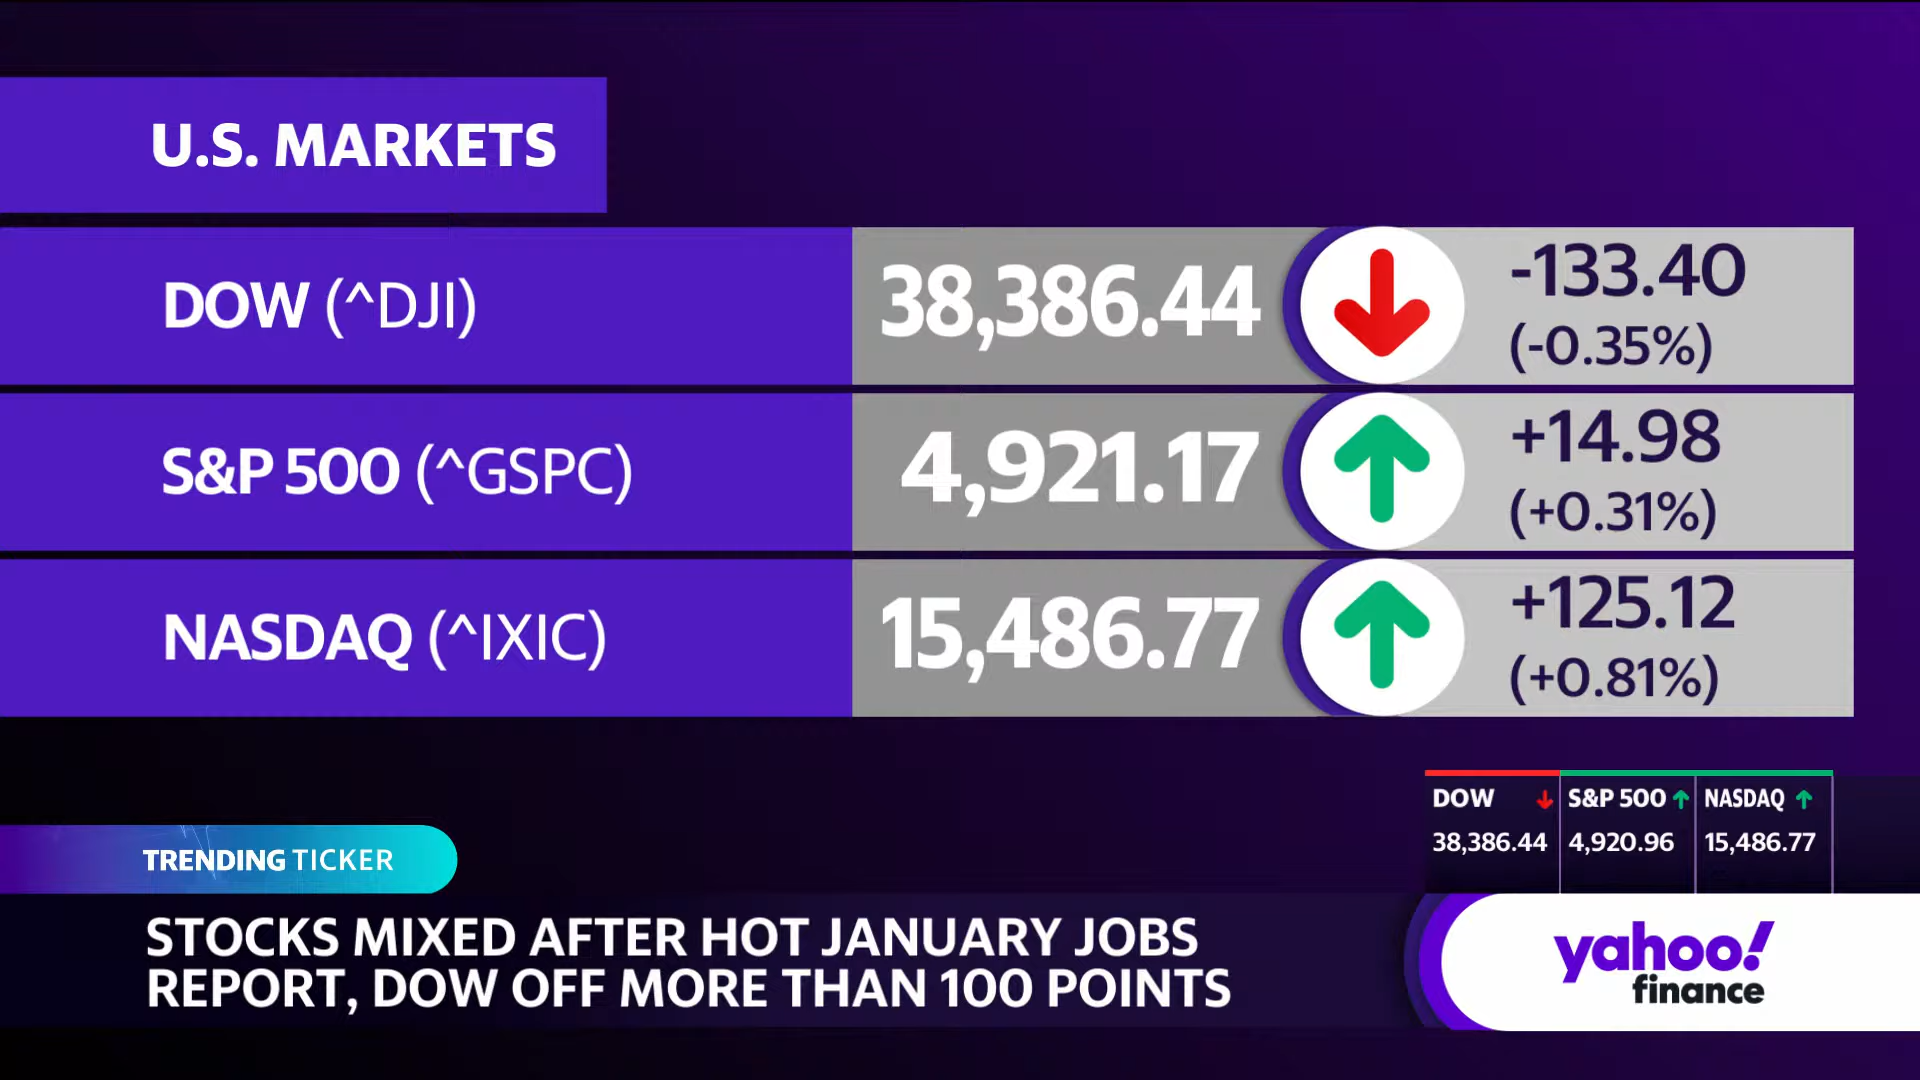 U.S. MARKETS
DOW (^DJI) 38,386.44 -133.40
(-0.35%)
S&P 500 (^GSPC) 4,921.17 +14.98
(+0.31%)
NASDAQ (^IXIC) 15,486.77 +125.12
(+0.81%)
DOW S&P 500 NASDAQ
38,386.44 4,920.96 15,486.77
TRENDING TICKER
STOCKS MIXED AFTER HOT JANUARY JOBS
REPORT, DOW OFF MORE THAN 100 POINTS
yahoo!
finance